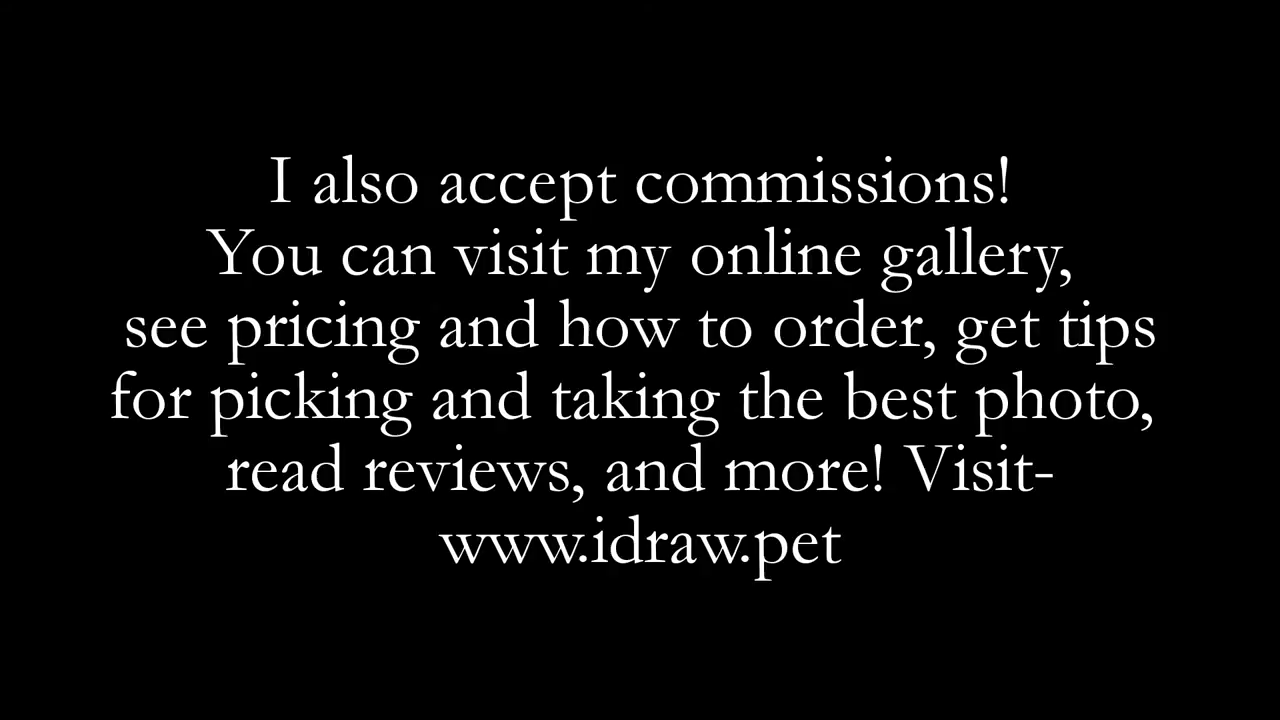 I also accept commissions!
You can visit my online gallery,
see pricing and how to order, get tips
for picking and taking the best photo,
read reviews, and more! Visit-
www.idraw.pet